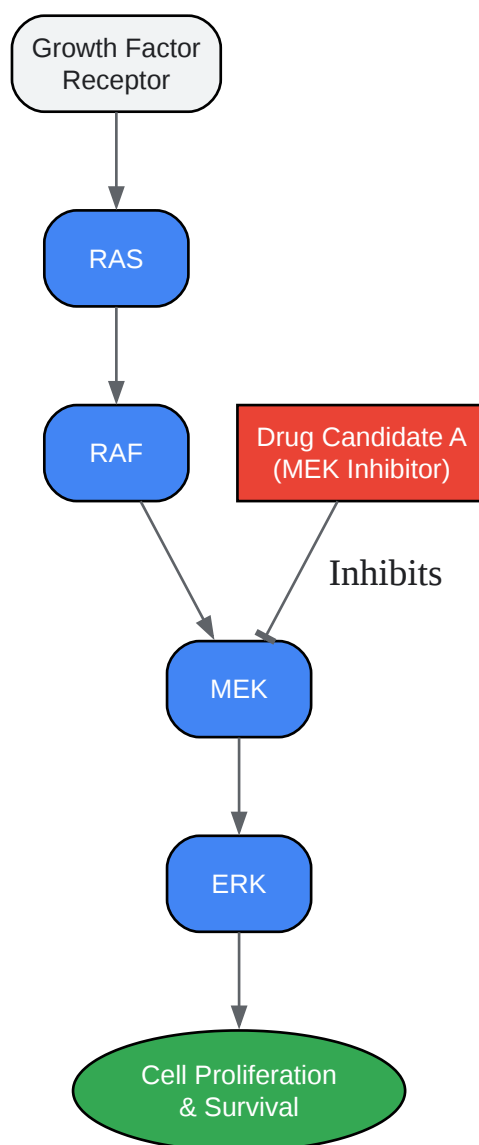 Growth Factor
Receptor
RAS
RAF
Drug Candidate A
(MEK Inhibitor)
Inhibits
MEK
ERK
Cell Proliferation
& Survival